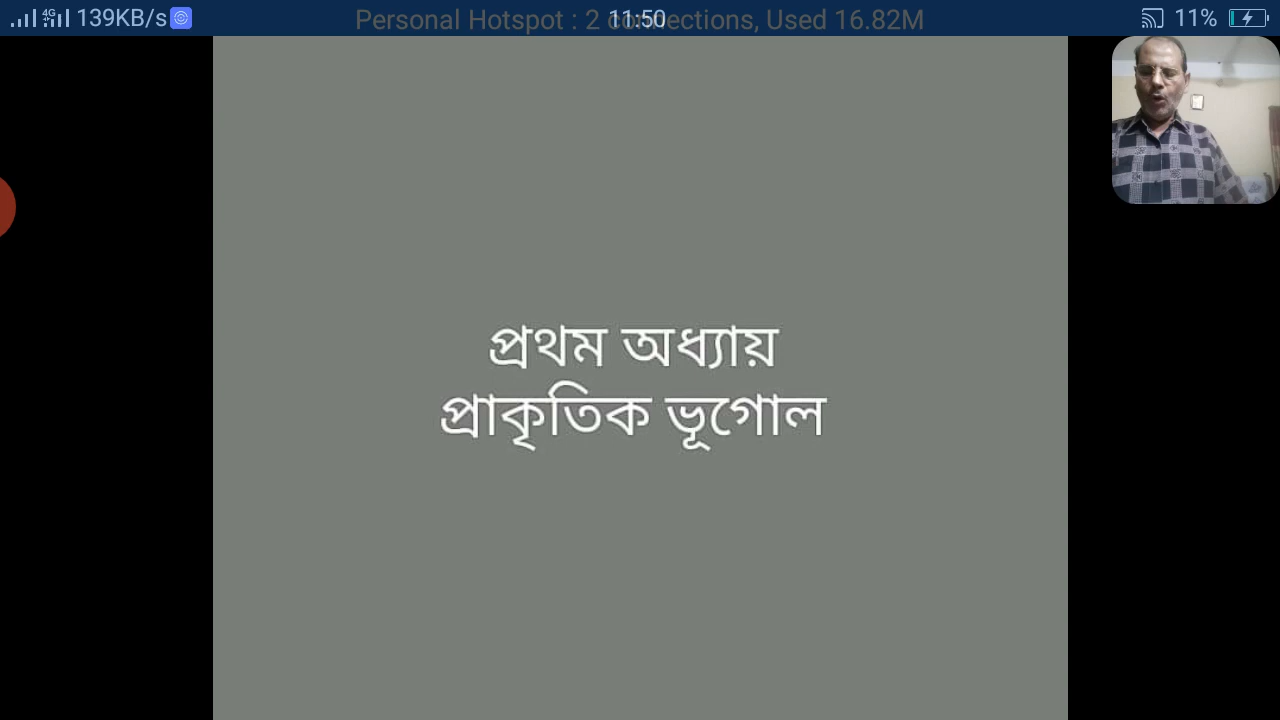 139KB/s Personal Hotspot : 2 connections, Used 16.82M 11:50 11%
প্রথম অধ্যায়
প্রাকৃতিক ভূগোল